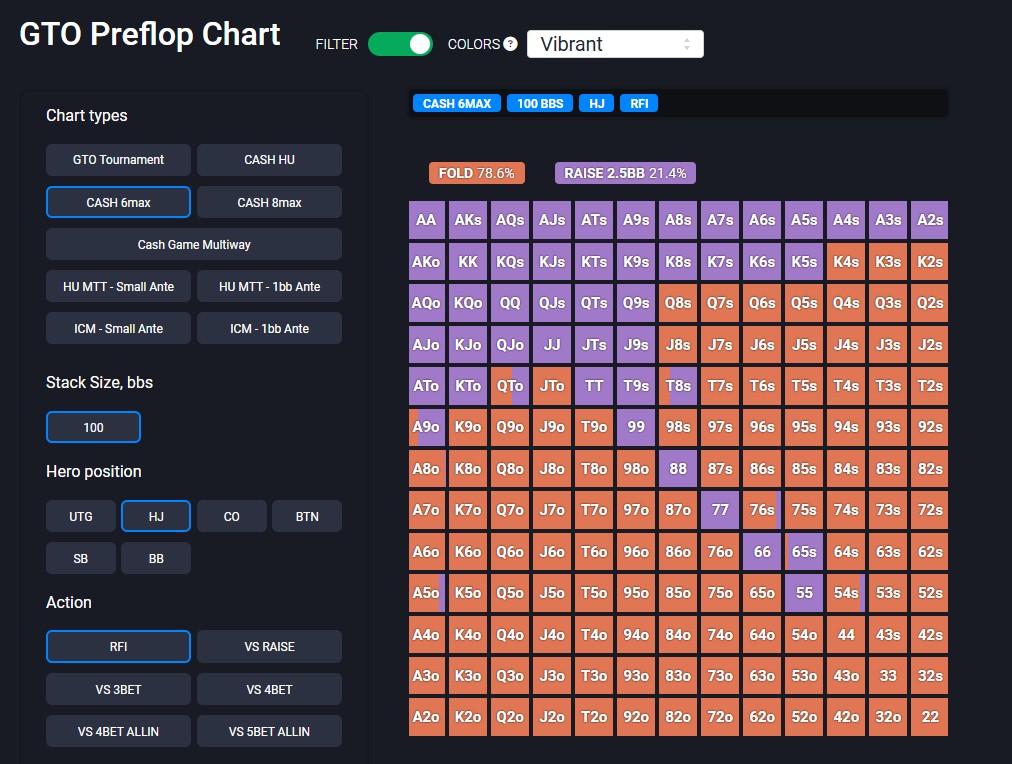 GTO Preflop Chart
FILTER COLORS ? Vibrant
Chart types
GTO Tournament CASH HU
CASH 6max CASH 8max
Cash Game Multiway
HU MTT - Small Ante HU MTT - 1bb Ante
ICM - Small Ante ICM - 1bb Ante
Stack Size, bbs
100
Hero position
UTG HJ CO BTN
SB BB
Action
RFI VS RAISE
VS 3BET VS 4BET
VS 4BET ALLIN VS 5BET ALLIN
CASH 6MAX 100 BBS HJ RFI
FOLD 78.6% RAISE 2.5BB 21.4%
AA AKs AQs AJs ATs A9s A8s A7s A6s A5s A4s A3s A2s
AKo KK KQs KJs KTs K9s K8s K7s K6s K5s K4s K3s K2s
AQo KQo QQ QJs QTs Q9s Q8s Q7s Q6s Q5s Q4s Q3s Q2s
AJo KJo QJo JJ JTs J9s J8s J7s J6s J5s J4s J3s J2s
ATo KTo QTo JTo TT T9s T8s T7s T6s T5s T4s T3s T2s
A9o K9o Q9o J9o T9o 99 98s 97s 96s 95s 94s 93s 92s
A8o K8o Q8o J8o T8o 98o 88 87s 86s 85s 84s 83s 82s
A7o K7o Q7o J7o T7o 97o 87o 77 76s 75s 74s 73s 72s
A6o K6o Q6o J6o T6o 96o 86o 76o 66 65s 64s 63s 62s
A5o K5o Q5o J5o T5o 95o 85o 75o 65o 55 54s 53s 52s
A4o K4o Q4o J4o T4o 94o 84o 74o 64o 54o 44 43s 42s
A3o K3o Q3o J3o T3o 93o 83o 73o 63o 53o 43o 33 32s
A2o K2o Q2o J2o T2o 92o 82o 72o 62o 52o 42o 32o 22